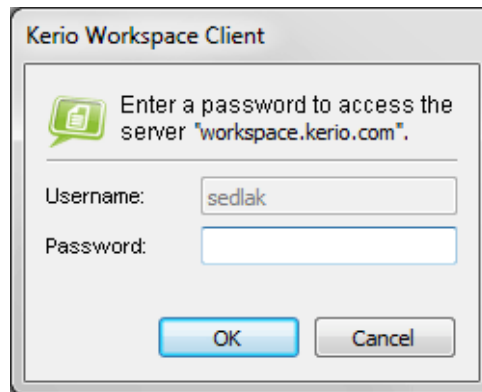 Kerio Workspace Client
Enter a password to access the
server "workspace.kerio.com".
Username:
sedlak
Password:
OK
Cancel